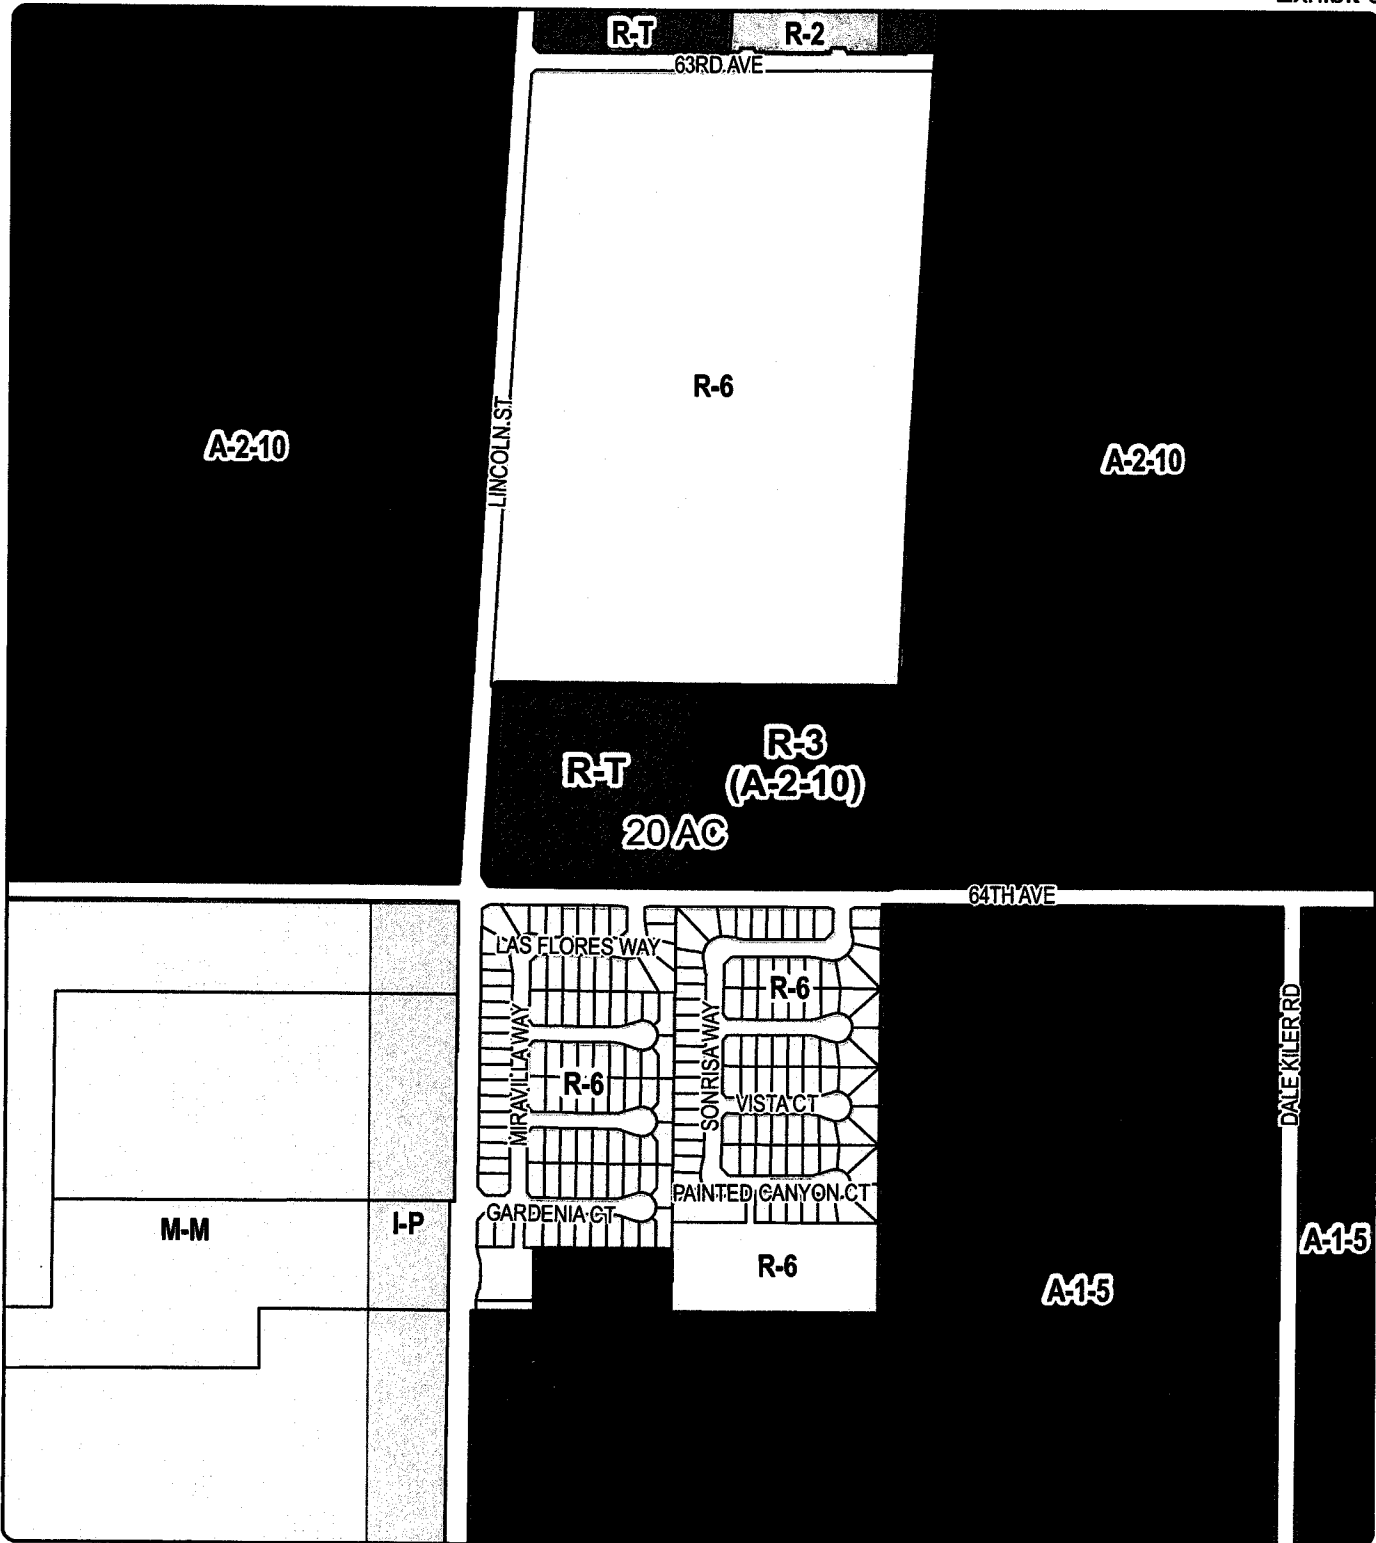 R-T
R-2
63RD AVE
R-6
LINCOLN ST
A-2-10
A-2-10
R-3
(A-2-10)
R-T
20 AC
64TH AVE
LAS FLORES WAY
R-6
MIRAVILLA WAY
SONRISA WAY
DALE KILER RD
R-6
VISTA CT
PAINTED CANYON CT
GARDENIA CT
M-M
I-P
R-6
A-1-5
A-1-5